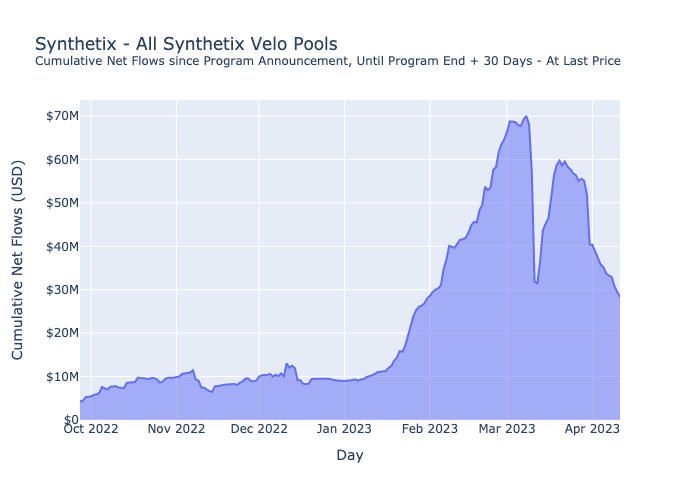 Synthetix - All Synthetix Velo Pools
Cumulative Net Flows since Program Announcement, Until Program End + 30 Days - At Last Price
$70M
$60M
$50M
$40M
$30M
$20M
$10M
$0
Cumulative Net Flows (USD)
Oct 2022 Nov 2022 Dec 2022 Jan 2023 Feb 2023 Mar 2023 Apr 2023
Day